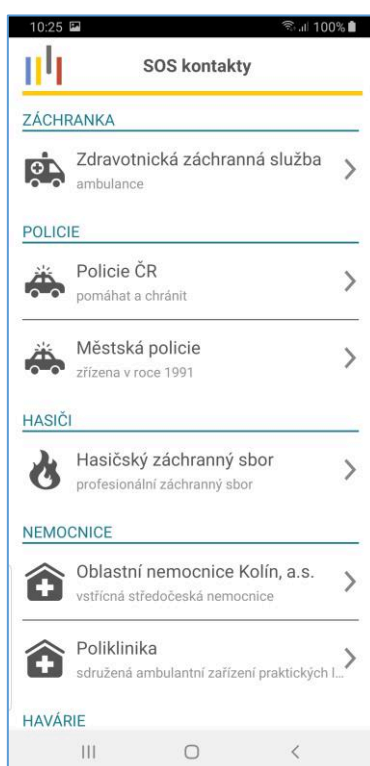 10:25 100%
SOS kontakty
ZÁCHRANKA
Zdravotnická záchranná služba
ambulance
POLICIE
Policie ČR
pomáhat a chránit
Městská policie
zřízena v roce 1991
HASIČI
Hasičský záchranný sbor
profesionální záchranný sbor
NEMOCNICE
Oblastní nemocnice Kolín, a.s.
vstřícná středočeská nemocnice
Poliklinika
sdružená ambulantní zařízení praktických l...
HAVÁRIE